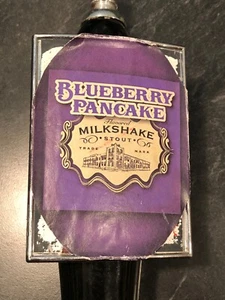 BLUEBERRY
PANCAKE
Flavored
MILKSHAKE
STOUT
TRADE MARK